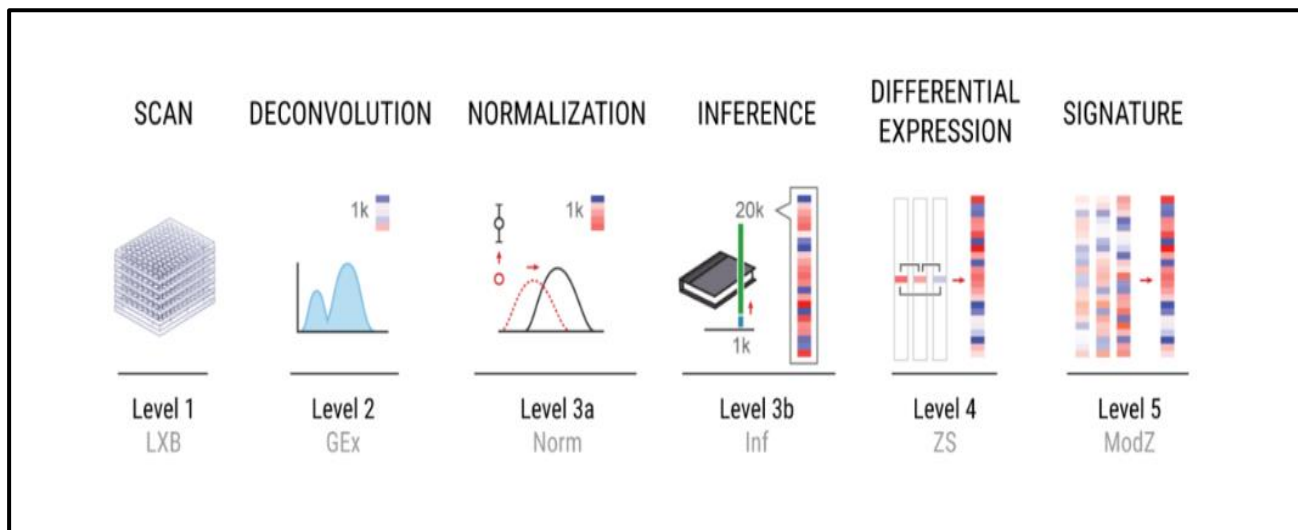 SCAN
DECONVOLUTION
NORMALIZATION
INFERENCE
DIFFERENTIAL
EXPRESSION
SIGNATURE
1k
1k
20k
1k
Level 1
LXB
Level 2
GEx
Level 3a
Norm
Level 3b
Inf
Level 4
ZS
Level 5
ModZ